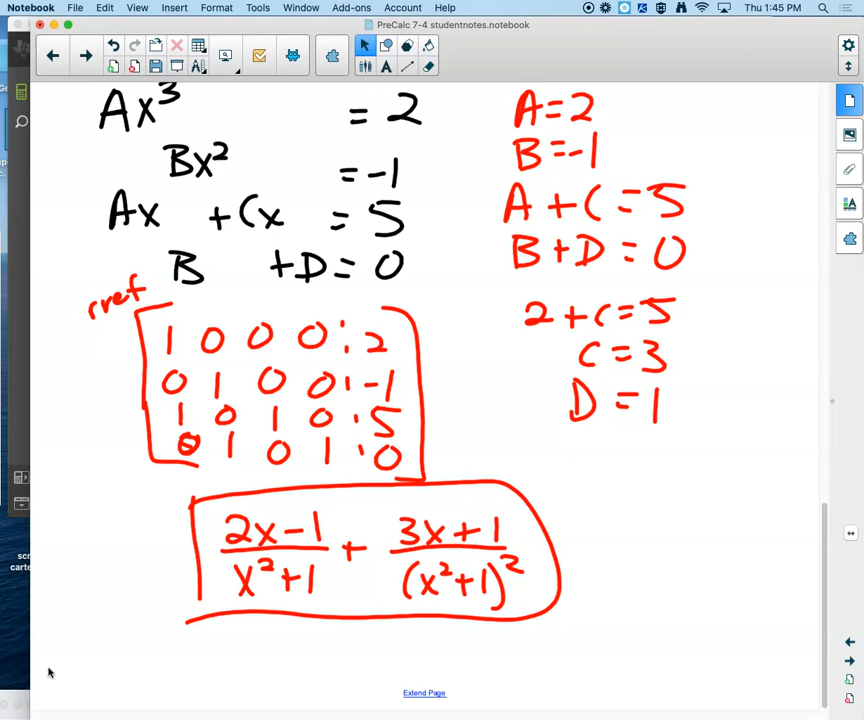 Notebook File Edit View Insert Format Tools Window Add-ons Account Help Thu 1:45 PM
PreCalc 7-4 studentnotes.notebook
Ax³ = 2
Bx² = -1
Ax + Cx = 5
B + D = 0
A = 2
B = -1
A + C = 5
B + D = 0
2 + C = 5
C = 3
D = 1
rref
1 0 0 0 : 2
0 1 0 0 : -1
1 0 1 0 : 5
0 1 0 1 : 0
2x-1/x²+1 + 3x+1/(x²+1)²
scr
carte
Extend Page